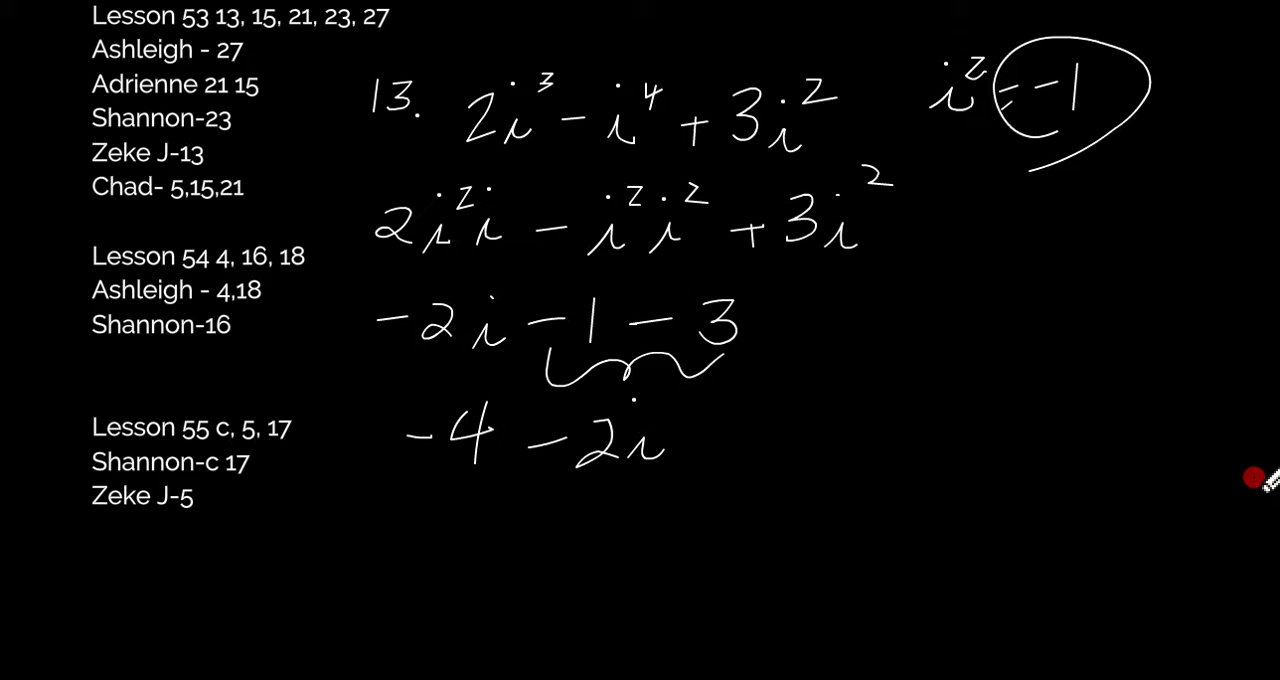 Lesson 53 13, 15, 21, 23, 27
Ashleigh - 27
Adrienne 21 15
Shannon-23
Zeke J-13
Chad- 5,15,21
Lesson 54 4, 16, 18
Ashleigh - 4,18
Shannon-16
Lesson 55 c, 5, 17
Shannon-c 17
Zeke J-5
13. 2i³ - i⁴ + 3i²
i² = -1
2i²i - i²i² + 3i²
-2i - 1 - 3
-4 - 2i